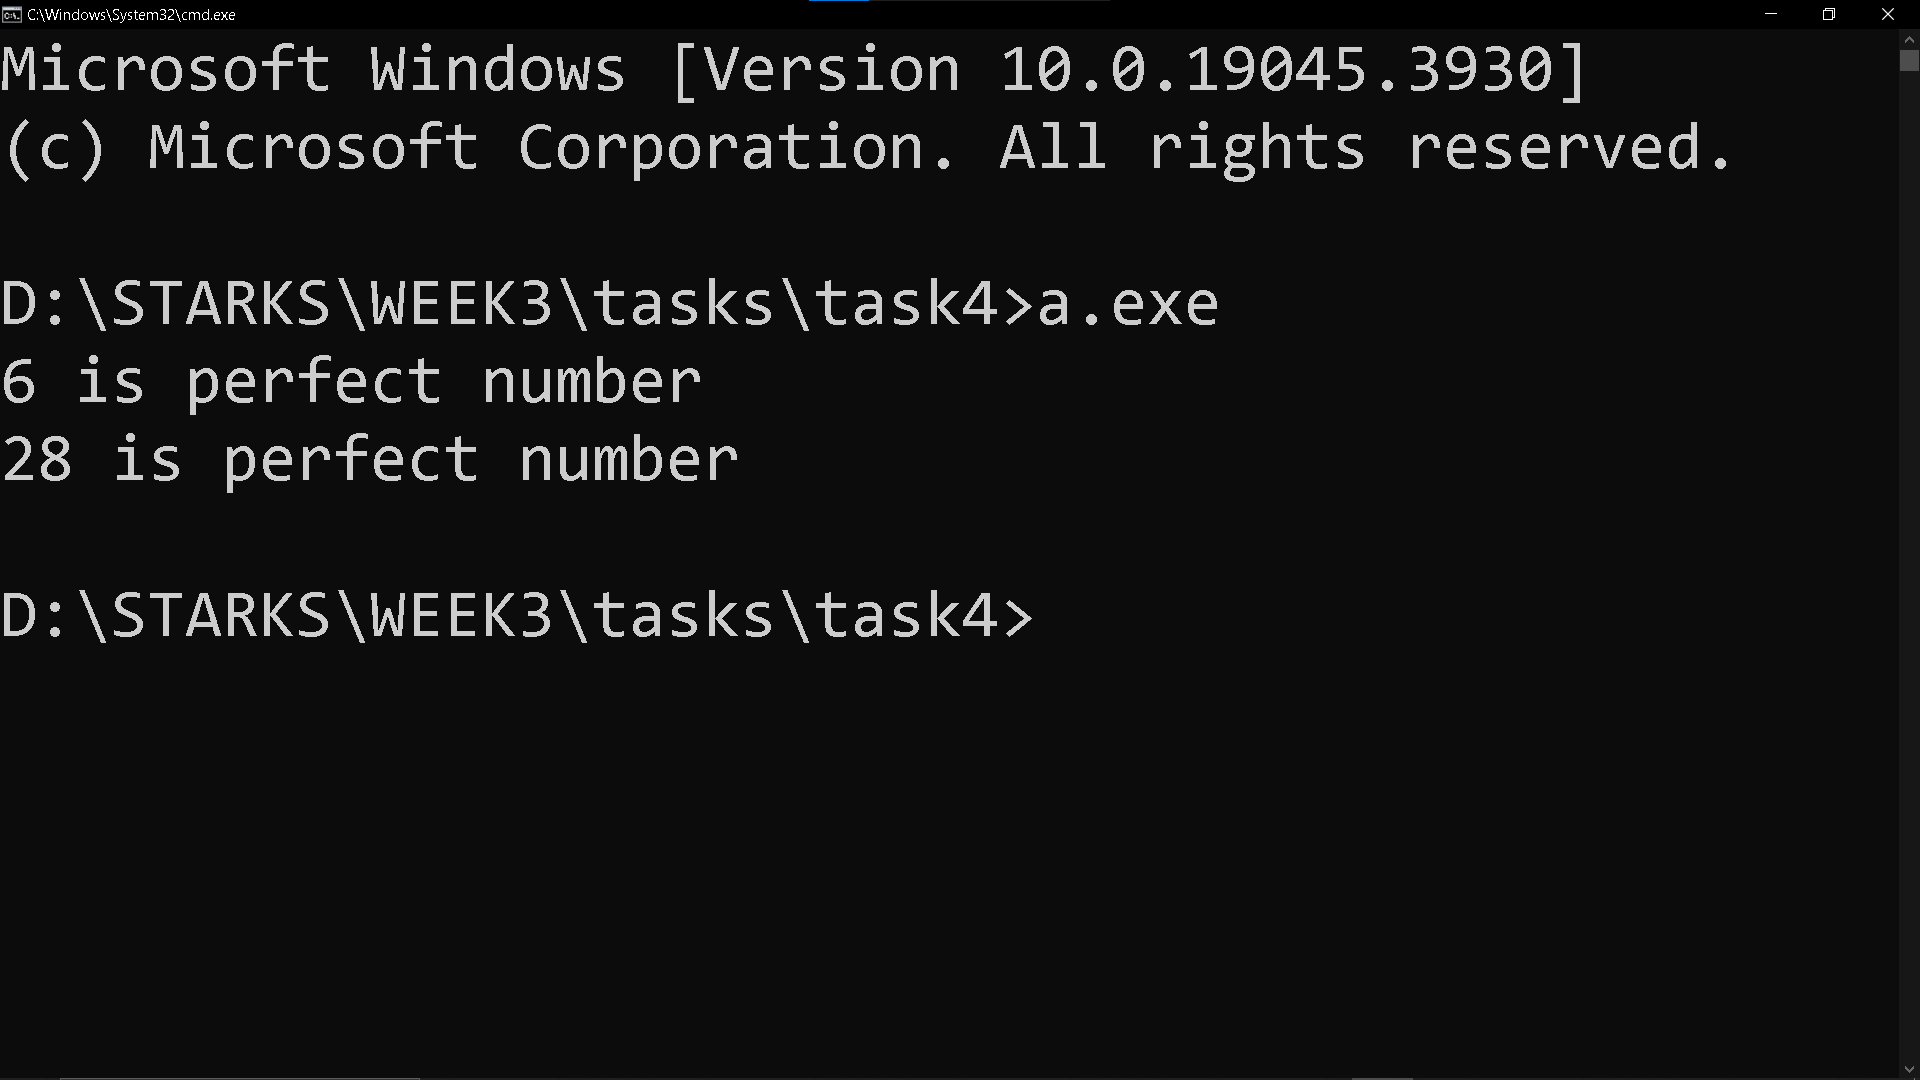 C:\Windows\System32\cmd.exe
Microsoft Windows [Version 10.0.19045.3930]
(c) Microsoft Corporation. All rights reserved.
D:\STARKS\WEEK3\tasks\task4>a.exe
6 is perfect number
28 is perfect number
D:\STARKS\WEEK3\tasks\task4>